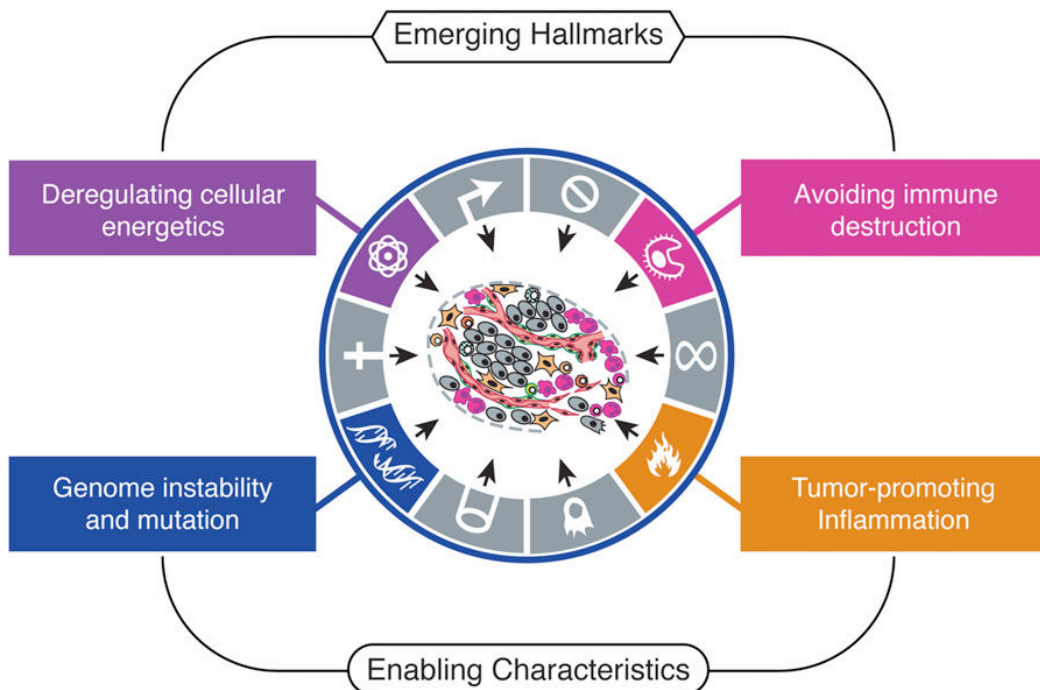 Emerging Hallmarks
Deregulating cellular
energetics
Avoiding immune
destruction
Genome instability
and mutation
Tumor-promoting
Inflammation
Enabling Characteristics